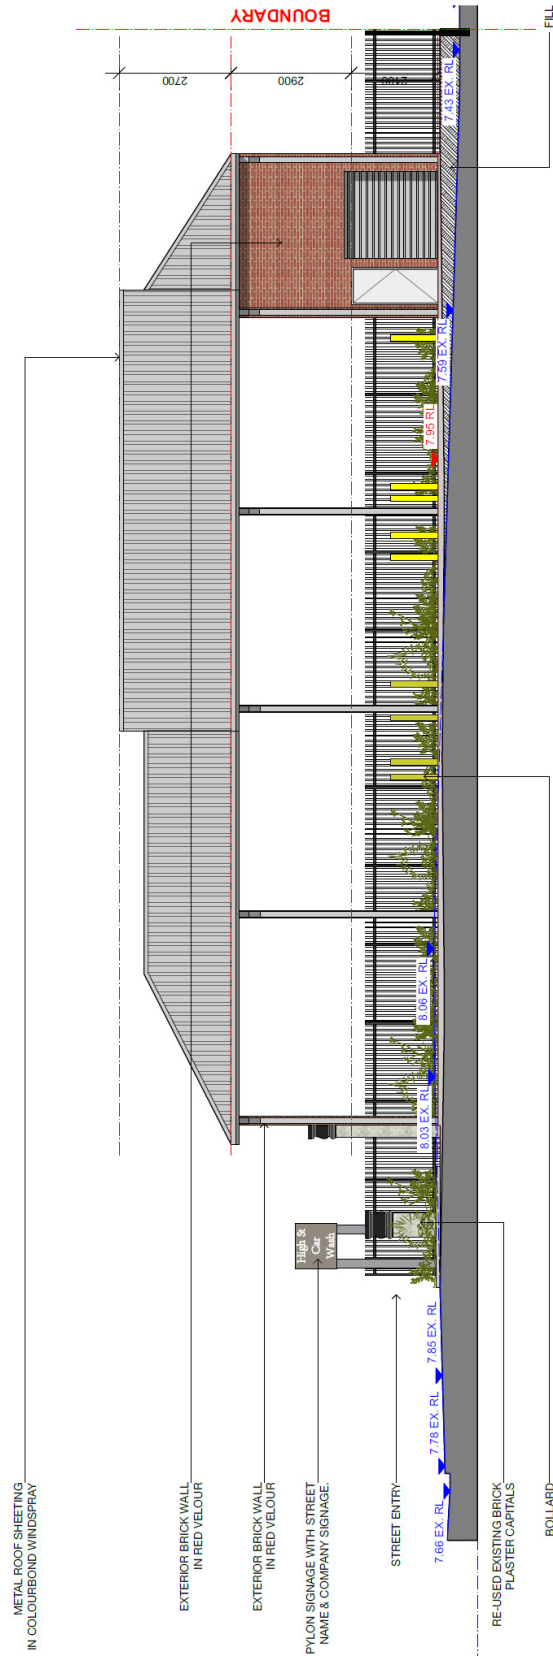 METAL ROOF SHEETING
IN COLOURBOND WINDSPRAY
EXTERIOR BRICK WALL
IN RED VELOUR
EXTERIOR BRICK WALL
IN RED VELOUR
PYLON SIGNAGE WITH STREET
NAME & COMPANY SIGNAGE.
STREET ENTRY
RE-USED EXISTING BRICK
PLASTER CAPITALS
BOLLARD
FILL
BOUNDARY
2700
2900
2100
High St
Car
Wash
7.66 EX. RL
7.78 EX. RL
7.85 EX. RL
8.03 EX. RL
8.06 EX. RL
7.95 RL
7.59 EX. RL
7.43 EX. RL